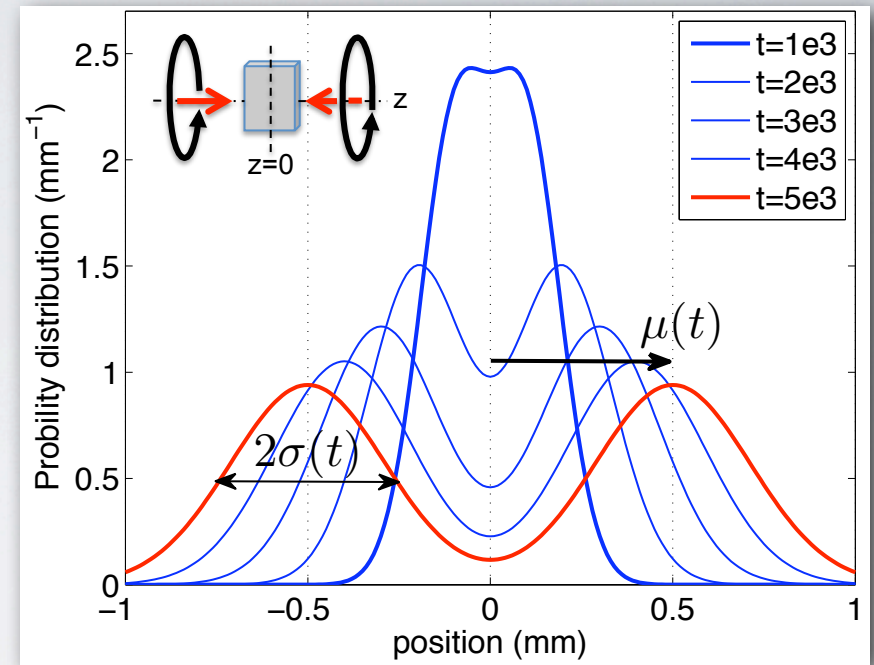 2.5
2
1.5
1
0.5
0
−1
−0.5
0
0.5
1
Probility distribution (mm⁻¹)
position (mm)
z
z=0
t=1e3
t=2e3
t=3e3
t=4e3
t=5e3
μ(t)
2σ(t)